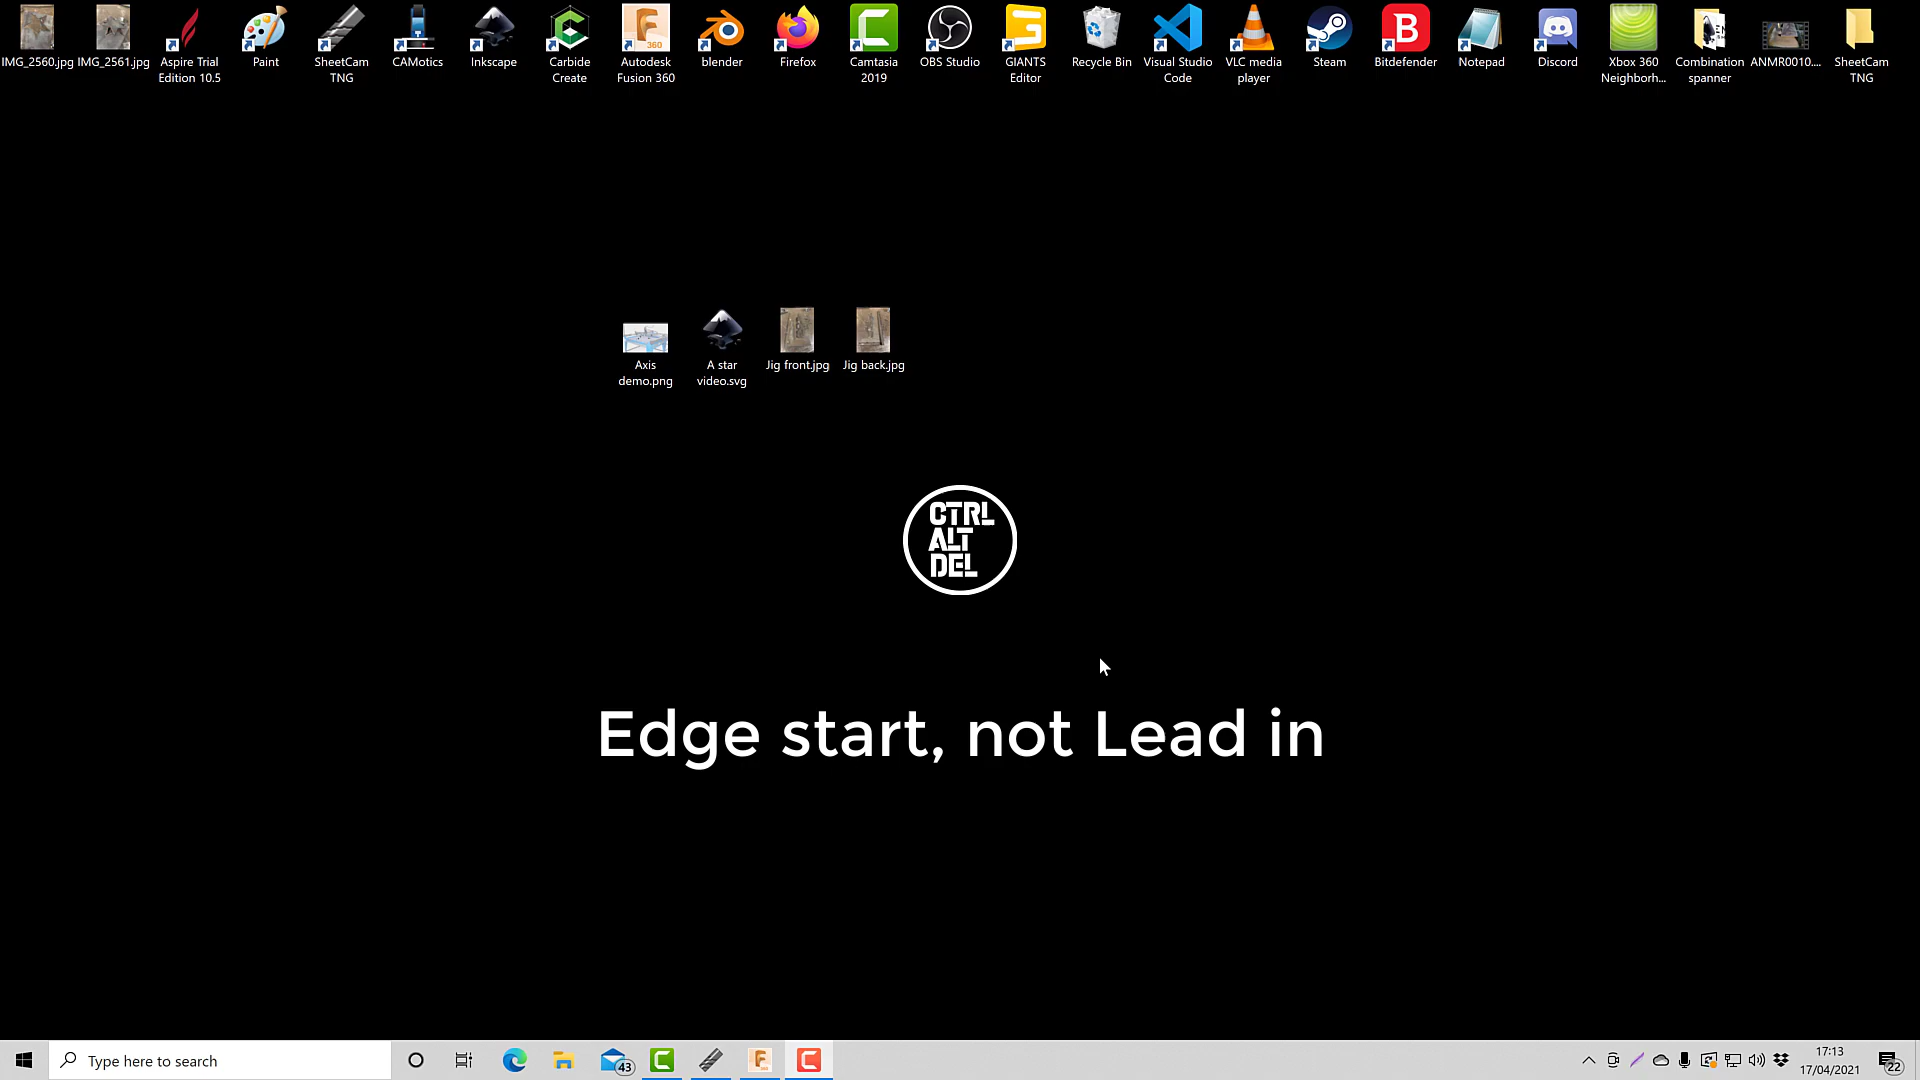 IMG_2560.jpg
IMG_2561.jpg
Aspire Trial
Edition 10.5
Paint
SheetCam
TNG
CAMotics
Inkscape
Carbide
Create
360
Autodesk
Fusion 360
blender
Firefox
Camtasia
2019
OBS Studio
GIANTS
Editor
Recycle Bin
Visual Studio
Code
VLC media
player
Steam
B
Bitdefender
Notepad
Discord
Xbox 360
Neighborh...
Combination
spanner
ANMR0010....
SheetCam
TNG
Axis
demo.png
A star
video.svg
Jig front.jpg
Jig back.jpg
CTRL
ALT
DEL
Edge start, not Lead in
Type here to search
43
17:13
17/04/2021
22